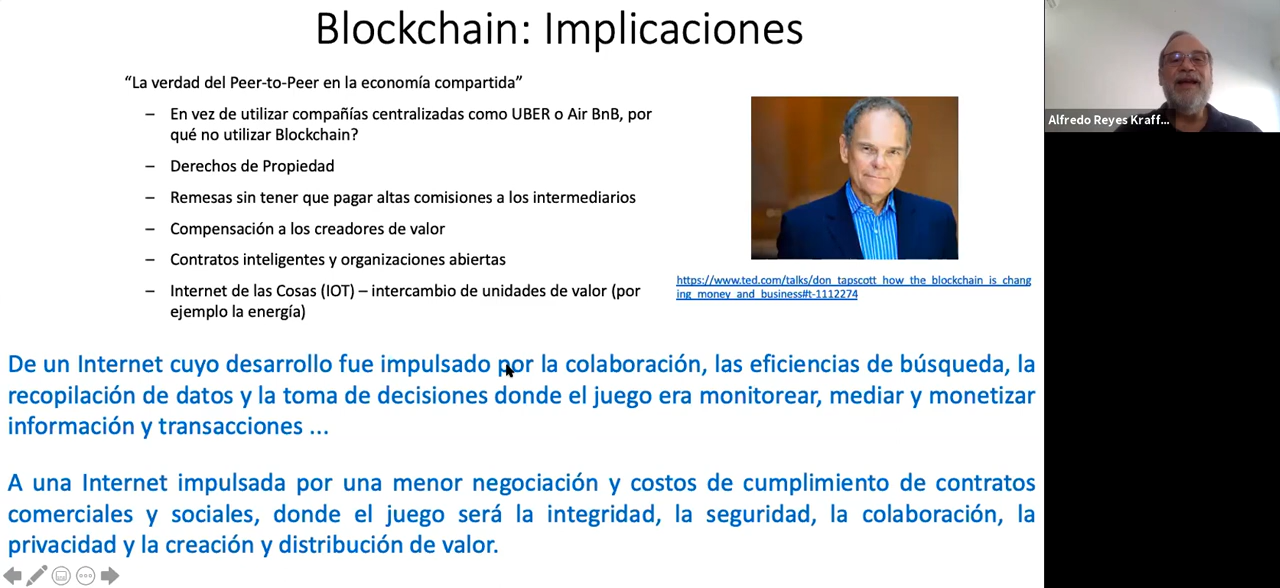 Blockchain: Implicaciones
“La verdad del Peer-to-Peer en la economía compartida”
– En vez de utilizar compañías centralizadas como UBER o Air BnB, por
qué no utilizar Blockchain?
– Derechos de Propiedad
– Remesas sin tener que pagar altas comisiones a los intermediarios
– Compensación a los creadores de valor
– Contratos inteligentes y organizaciones abiertas
– Internet de las Cosas (IOT) – intercambio de unidades de valor (por
ejemplo la energía)
https://www.ted.com/talks/don_tapscott_how_the_blockchain_is_chang
ing_money_and_business#t-1112274
De un Internet cuyo desarrollo fue impulsado por la colaboración, las eficiencias de búsqueda, la
recopilación de datos y la toma de decisiones donde el juego era monitorear, mediar y monetizar
información y transacciones ...
A una Internet impulsada por una menor negociación y costos de cumplimiento de contratos
comerciales y sociales, donde el juego será la integridad, la seguridad, la colaboración, la
privacidad y la creación y distribución de valor.
Alfredo Reyes Kraff...